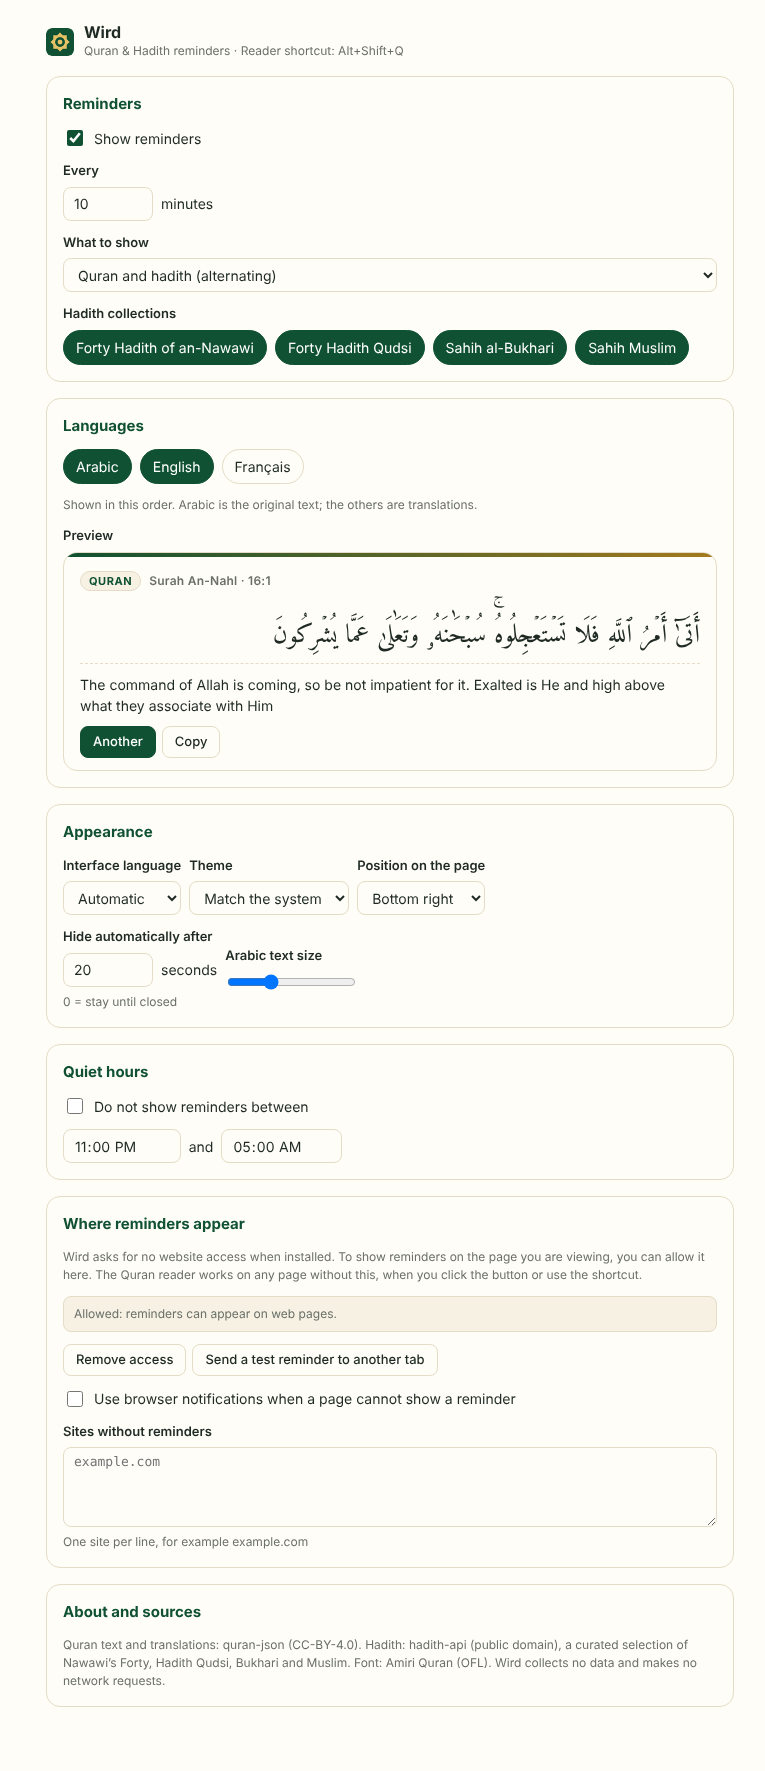 Wird
Quran & Hadith reminders · Reader shortcut: Alt+Shift+Q
Reminders
Show reminders
Every
10 minutes
What to show
Quran and hadith (alternating)
Hadith collections
Forty Hadith of an-Nawawi Forty Hadith Qudsi Sahih al-Bukhari Sahih Muslim
Languages
Arabic English Français
Shown in this order. Arabic is the original text; the others are translations.
Preview
QURAN Surah An-Nahl · 16:1
أَتَىٰٓ أَمۡرُ ٱللَّهِ فَلَا تَسۡتَعۡجِلُوهُۚ سُبۡحَٰنَهُۥ وَتَعَٰلَىٰ عَمَّا يُشۡرِكُونَ
The command of Allah is coming, so be not impatient for it. Exalted is He and high above
what they associate with Him
Another Copy
Appearance
Interface language Theme Position on the page
Automatic Match the system Bottom right
Hide automatically after
Arabic text size
20 seconds
0 = stay until closed
Quiet hours
Do not show reminders between
11:00 PM and 05:00 AM
Where reminders appear
Wird asks for no website access when installed. To show reminders on the page you are viewing, you can allow it
here. The Quran reader works on any page without this, when you click the button or use the shortcut.
Allowed: reminders can appear on web pages.
Remove access Send a test reminder to another tab
Use browser notifications when a page cannot show a reminder
Sites without reminders
example.com
One site per line, for example example.com
About and sources
Quran text and translations: quran-json (CC-BY-4.0). Hadith: hadith-api (public domain), a curated selection of
Nawawi’s Forty, Hadith Qudsi, Bukhari and Muslim. Font: Amiri Quran (OFL). Wird collects no data and makes no
network requests.